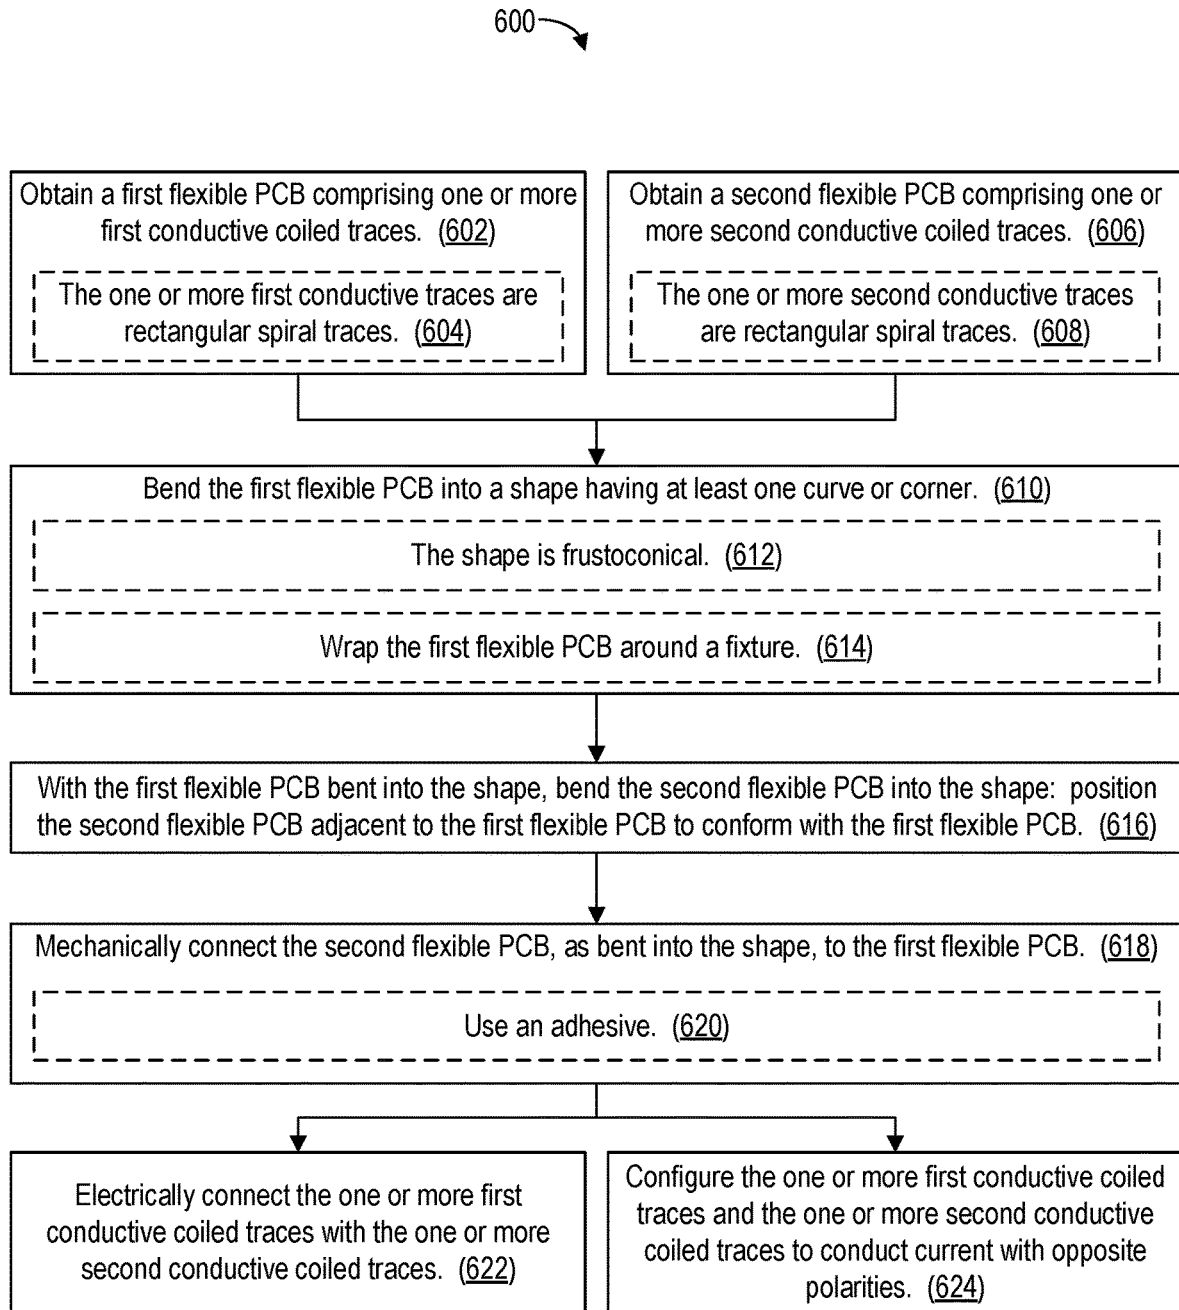 600
Obtain a first flexible PCB comprising one or more
first conductive coiled traces. (602)
The one or more first conductive traces are
rectangular spiral traces. (604)
Obtain a second flexible PCB comprising one or
more second conductive coiled traces. (606)
The one or more second conductive traces
are rectangular spiral traces. (608)
Bend the first flexible PCB into a shape having at least one curve or corner. (610)
The shape is frustoconical. (612)
Wrap the first flexible PCB around a fixture. (614)
With the first flexible PCB bent into the shape, bend the second flexible PCB into the shape: position
the second flexible PCB adjacent to the first flexible PCB to conform with the first flexible PCB. (616)
Mechanically connect the second flexible PCB, as bent into the shape, to the first flexible PCB. (618)
Use an adhesive. (620)
Electrically connect the one or more first
conductive coiled traces with the one or more
second conductive coiled traces. (622)
Configure the one or more first conductive coiled
traces and the one or more second conductive
coiled traces to conduct current with opposite
polarities. (624)